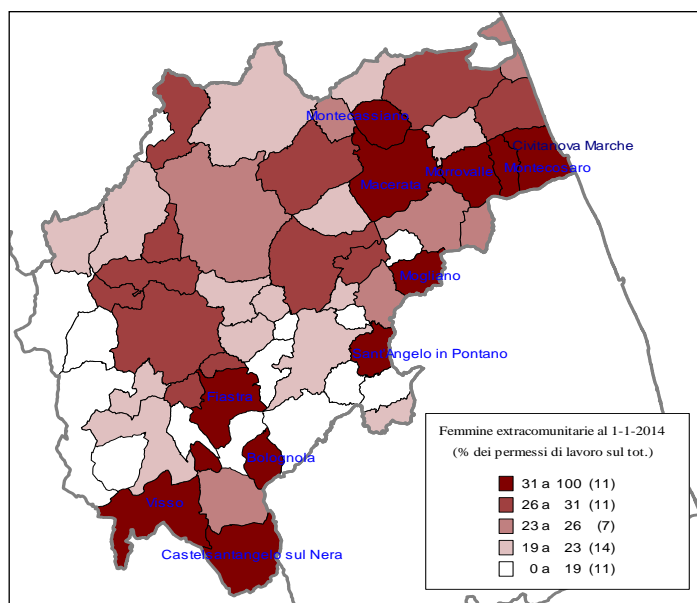 Montecassiano
Civitanova Marche
Macerata
Morrovalle
Montecosaro
Mogliano
Sant'Angelo in Pontano
Fiastra
Bolognola
Visso
Castelsantangelo sul Nera
Femmine extracomunitarie al 1-1-2014
(% dei permessi di lavoro sul tot.)
31 a 100 (11)
26 a 31 (11)
23 a 26 (7)
19 a 23 (14)
0 a 19 (11)